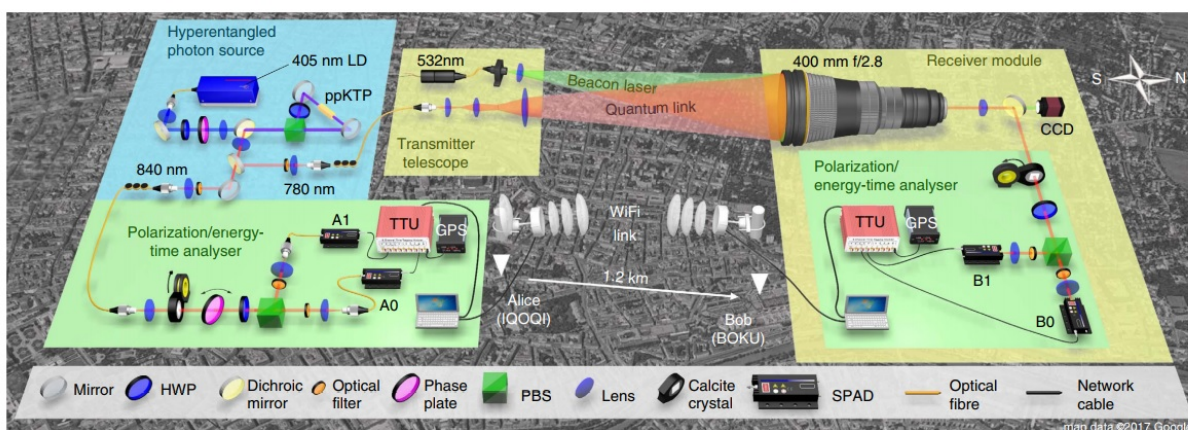 Hyperentangled
photon source
405 nm LD
ppKTP
840 nm
780 nm
532nm
Beacon laser
Quantum link
Transmitter
telescope
400 mm f/2.8
Receiver module
S
N
CCD
Polarization/energy-
time analyser
A1
TTU
GPS
A0
WiFi
link
1.2 km
Alice
(IQOQI)
Bob
(BOKU)
Polarization/
energy-time analyser
TTU
GPS
B1
B0
Mirror
HWP
Dichroic
mirror
Optical
filter
Phase
plate
PBS
Lens
Calcite
crystal
SPAD
Optical
fibre
Network
cable
map data ©2017 Google